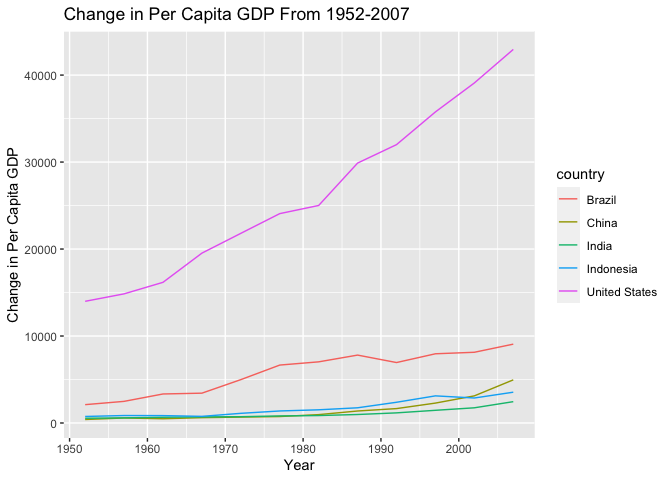 Change in Per Capita GDP From 1952-2007
Change in Per Capita GDP
40000
30000
20000
10000
0
1950
1960
1970
1980
1990
2000
Year
country
Brazil
China
India
Indonesia
United States